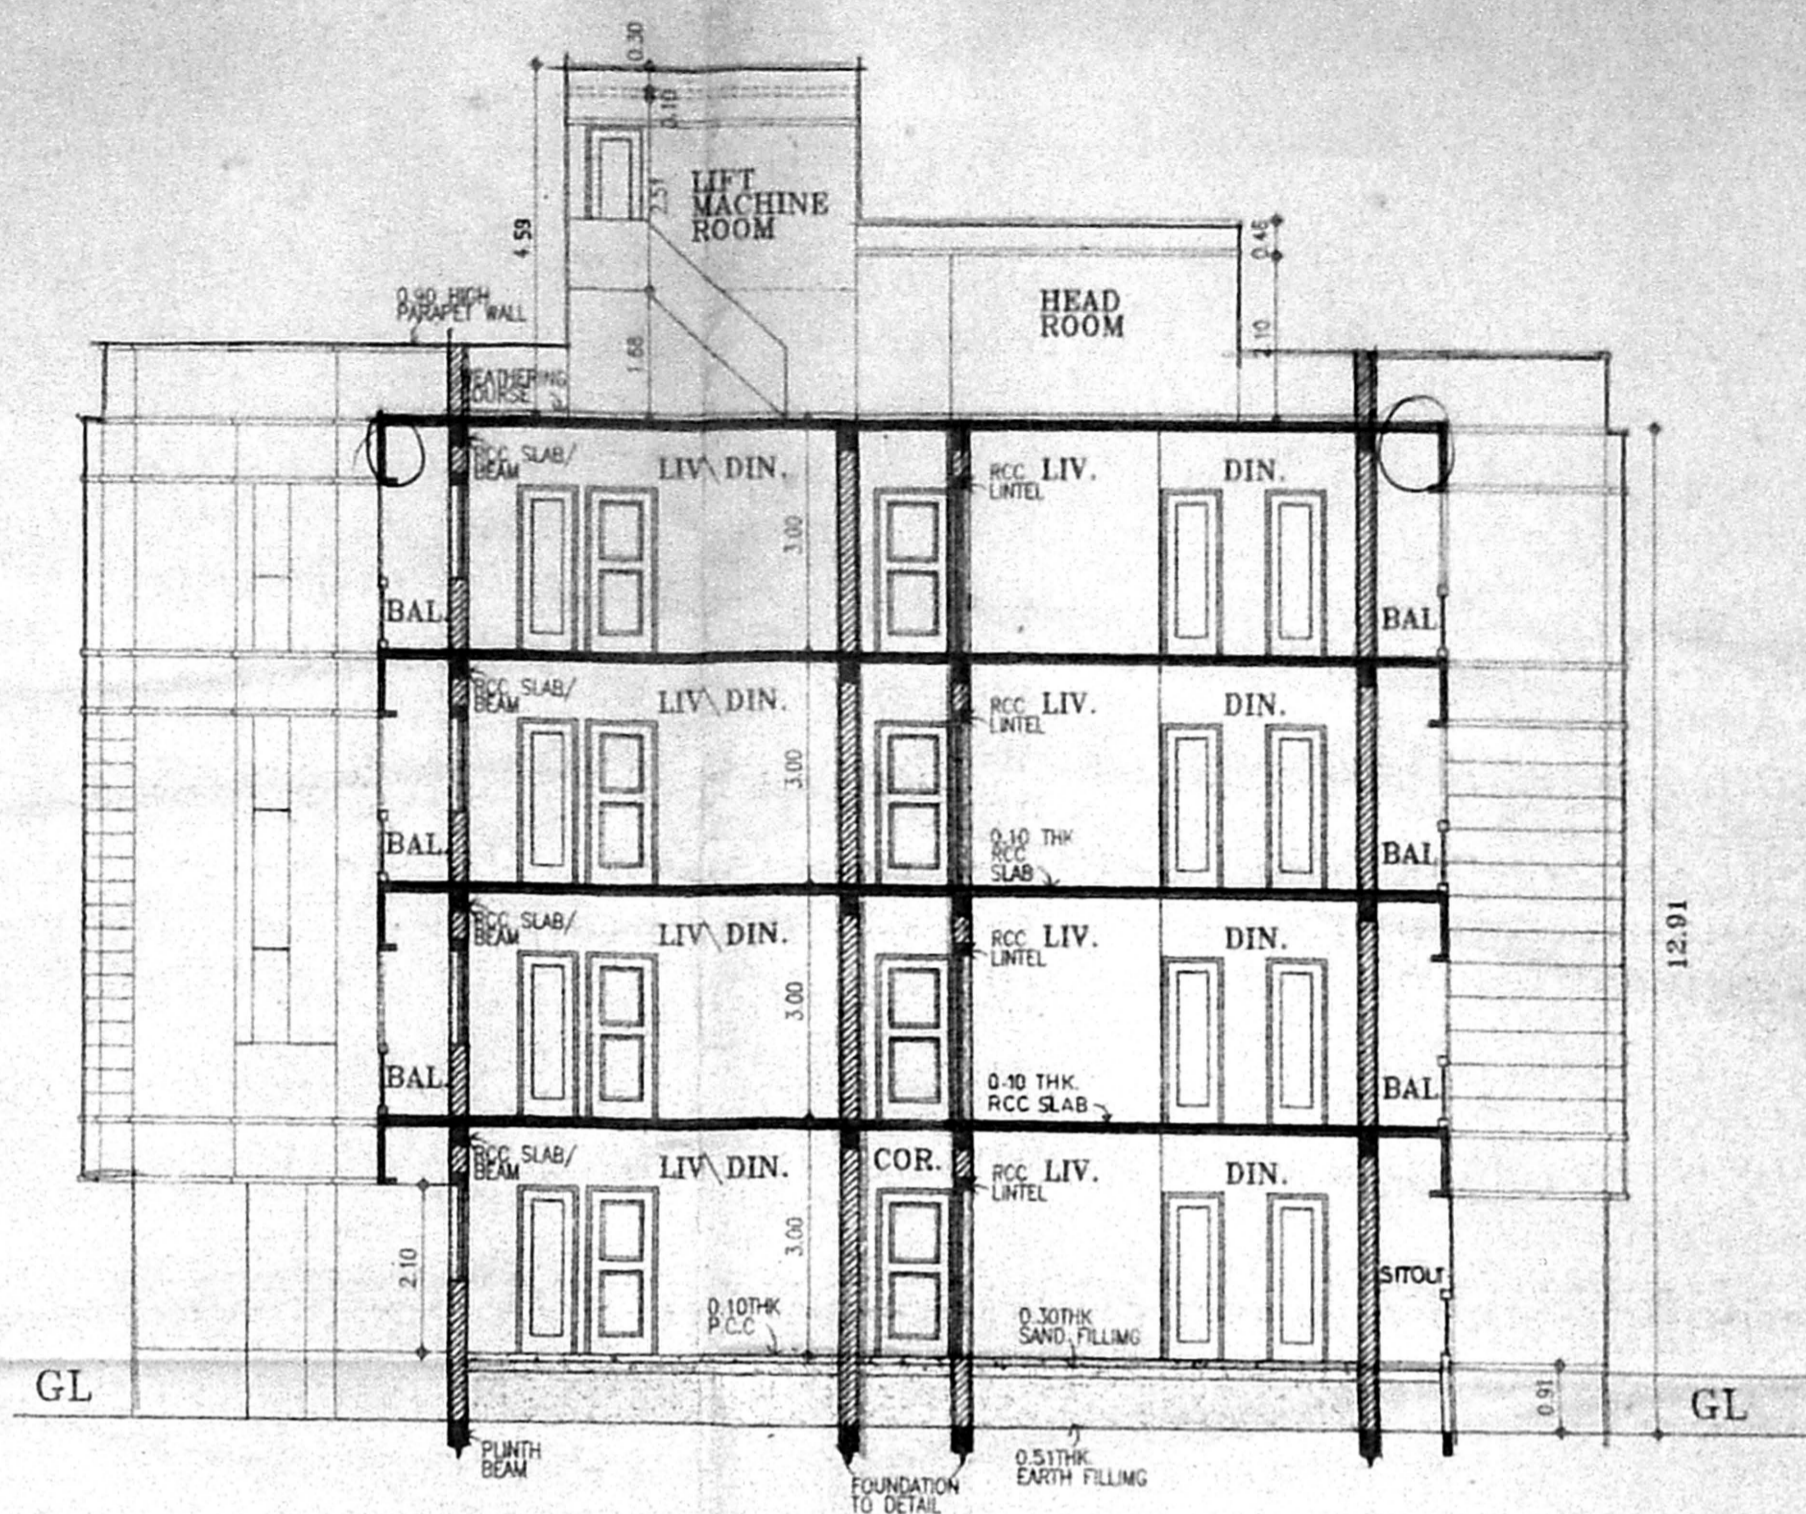 0.30
0.10
LIFT
MACHINE
ROOM
2.51
4.59
0.46
HEAD
ROOM
0.90 HIGH
PARAPET WALL
2.10
1.68
WEATHERING
COURSE
RCC SLAB/
BEAM
LIV\DIN.
RCC
LINTEL
LIV.
DIN.
3.00
BAL.
BAL
RCC SLAB/
BEAM
LIV\DIN.
RCC
LINTEL
LIV.
DIN.
3.00
0.10 THK
RCC
SLAB
BAL.
BAL
RCC SLAB/
BEAM
LIV\DIN.
RCC
LINTEL
LIV.
DIN.
12.91
3.00
0.10 THK.
RCC SLAB
BAL.
BAL
RCC SLAB/
BEAM
LIV\DIN.
COR.
RCC
LINTEL
LIV.
DIN.
3.00
2.10
SITOUT
0.10THK
P.C.C
0.30THK
SAND FILLIMG
GL
0.91
GL
PLINTH
BEAM
0.51THK
EARTH FILLIMG
FOUNDATION
TO DETAIL